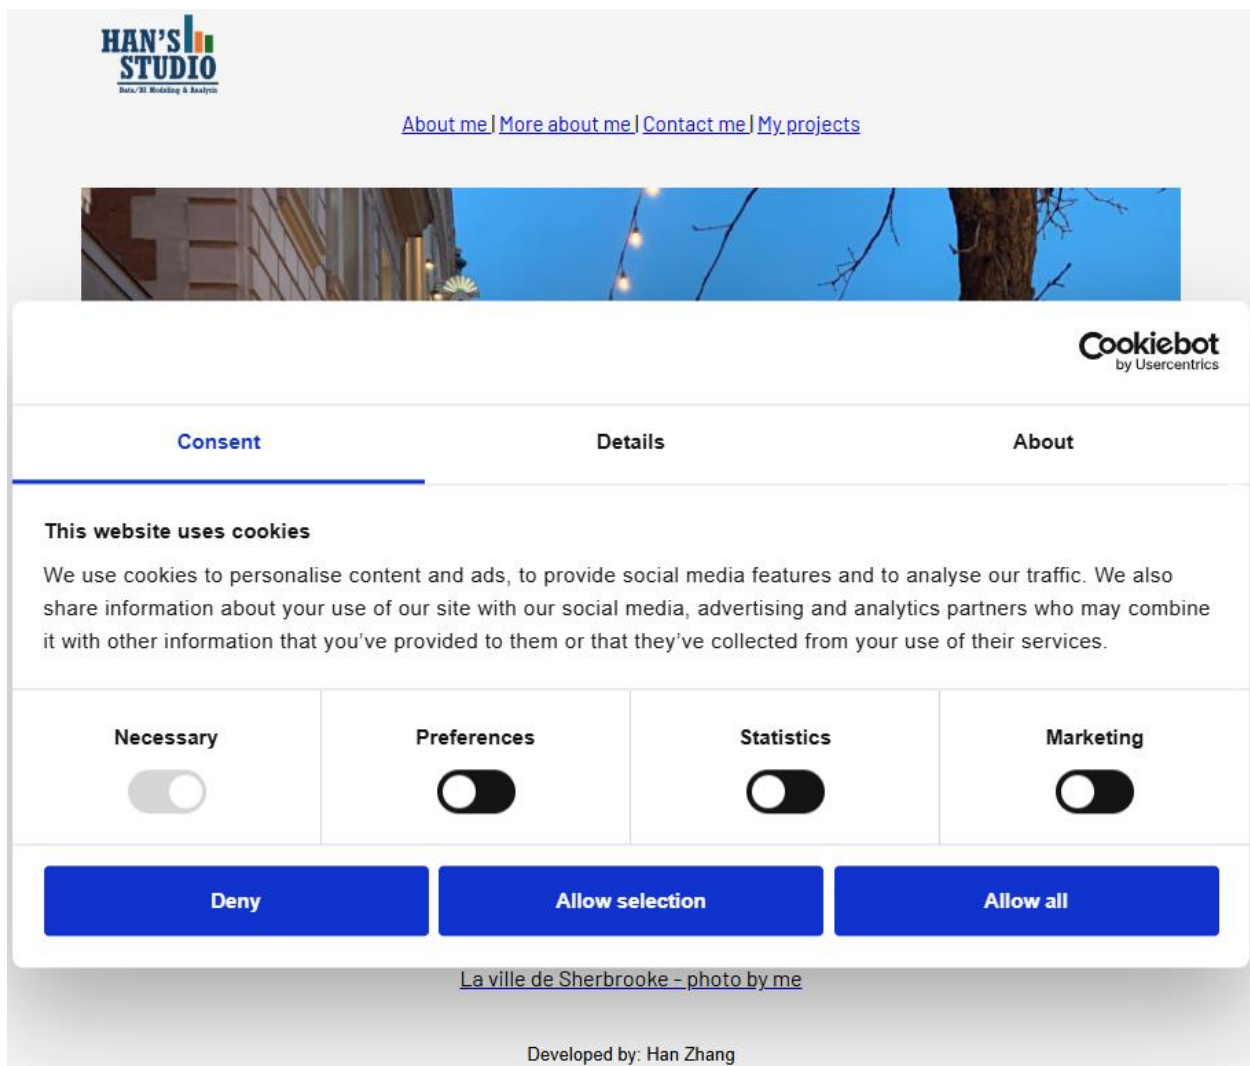 HAN'S
STUDIO
Data/BI Modeling & Analysis
About me | More about me | Contact me | My projects
Cookiebot
by Usercentrics
Consent Details About
This website uses cookies
We use cookies to personalise content and ads, to provide social media features and to analyse our traffic. We also
share information about your use of our site with our social media, advertising and analytics partners who may combine
it with other information that you've provided to them or that they've collected from your use of their services.
Necessary Preferences Statistics Marketing
Deny Allow selection Allow all
La ville de Sherbrooke - photo by me
Developed by: Han Zhang